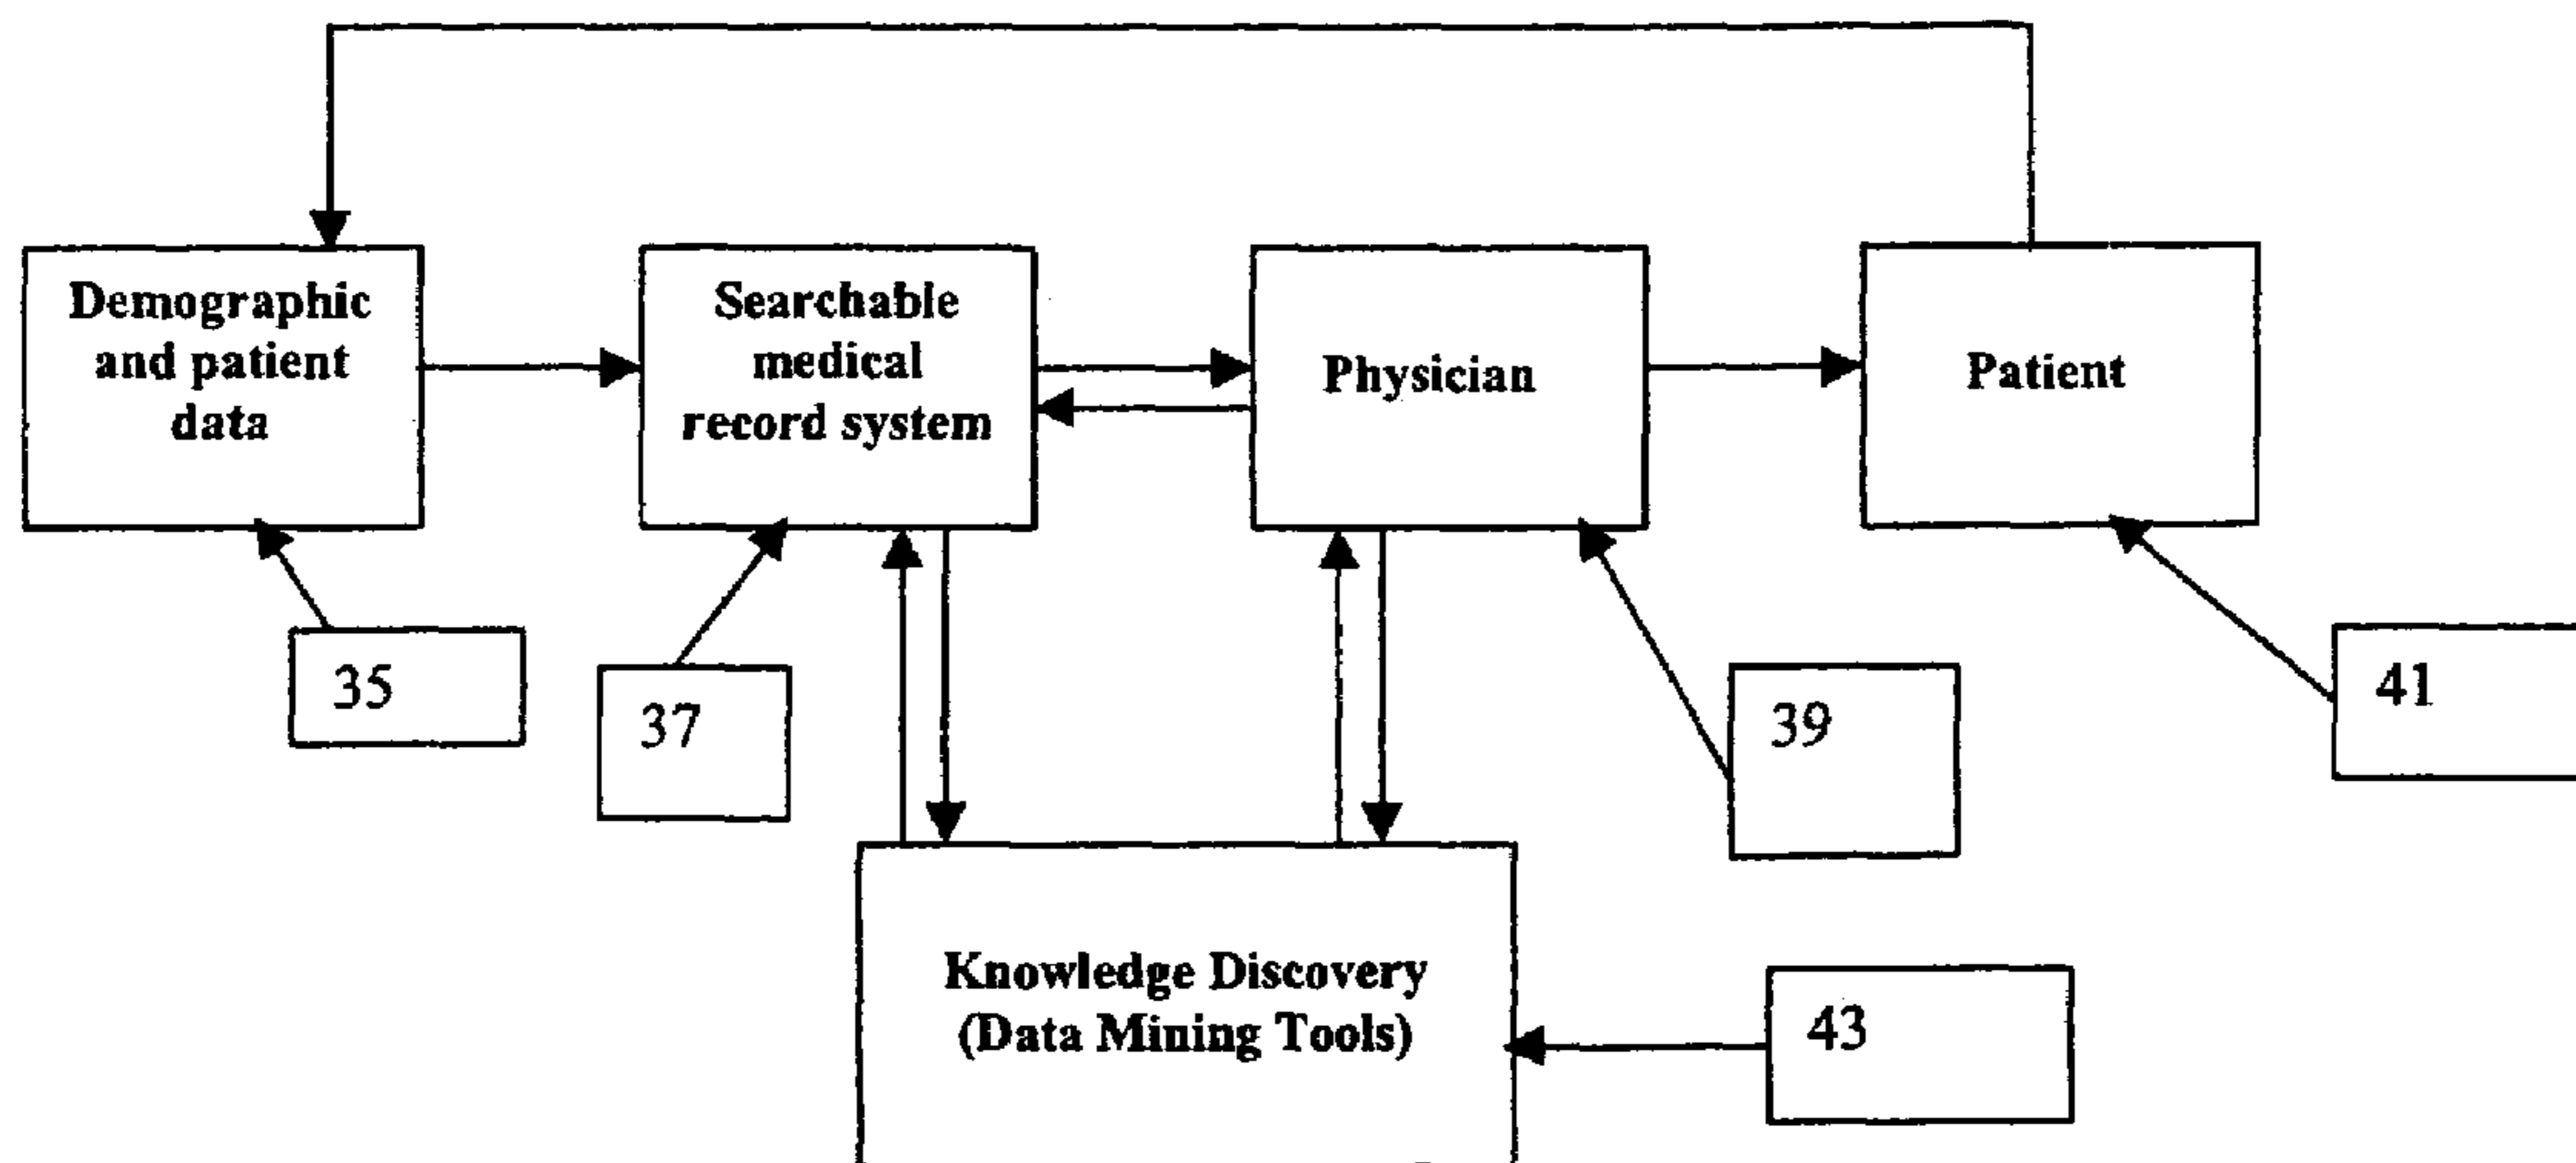 Demographic
and patient
data
Searchable
medical
record system
Physician
Patient
35
37
39
41
Knowledge Discovery
(Data Mining Tools)
43